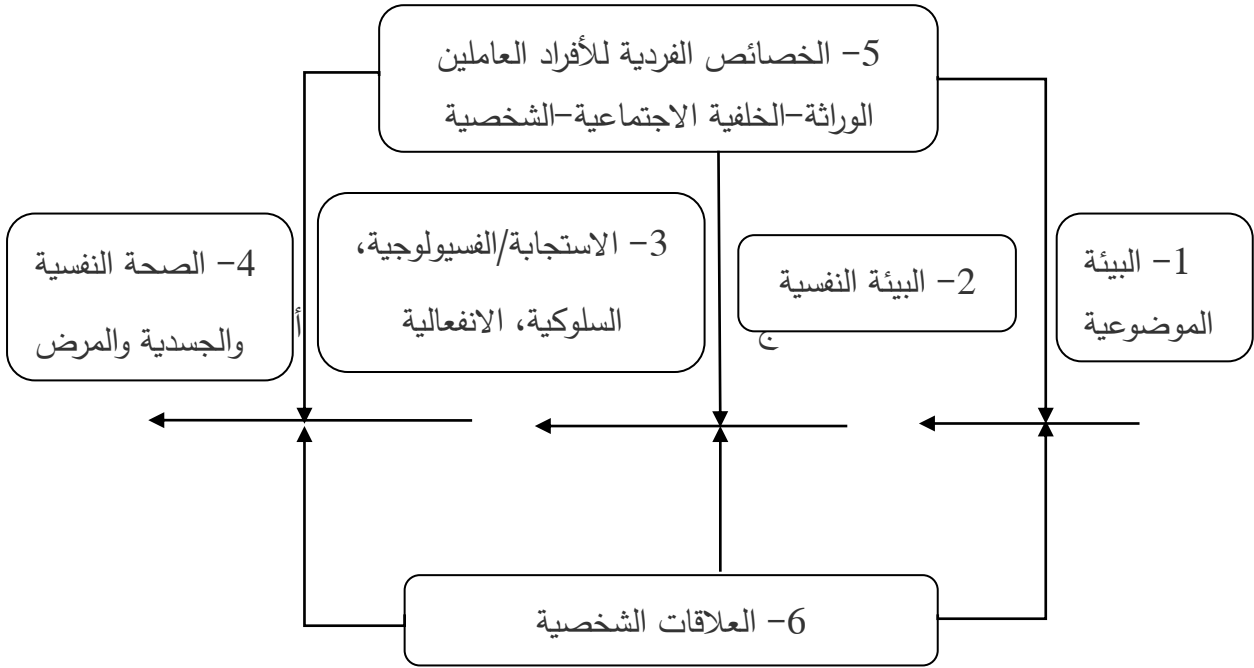 5- الخصائص الفردية للأفراد العاملين
الوراثة-الخلفية الاجتماعية-الشخصية
1- البيئة
الموضوعية
2- البيئة النفسية
ج
3- الاستجابة/الفسيولوجية،
السلوكية، الانفعالية
أ
4- الصحة النفسية
والجسدية والمرض
6- العلاقات الشخصية